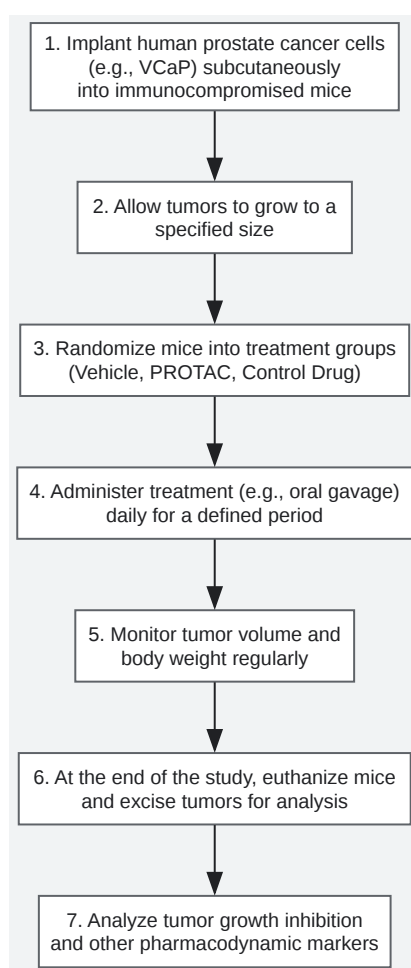 1. Implant human prostate cancer cells
(e.g., VCaP) subcutaneously
into immunocompromised mice
2. Allow tumors to grow to a
specified size
3. Randomize mice into treatment groups
(Vehicle, PROTAC, Control Drug)
4. Administer treatment (e.g., oral gavage)
daily for a defined period
5. Monitor tumor volume and
body weight regularly
6. At the end of the study, euthanize mice
and excise tumors for analysis
7. Analyze tumor growth inhibition
and other pharmacodynamic markers